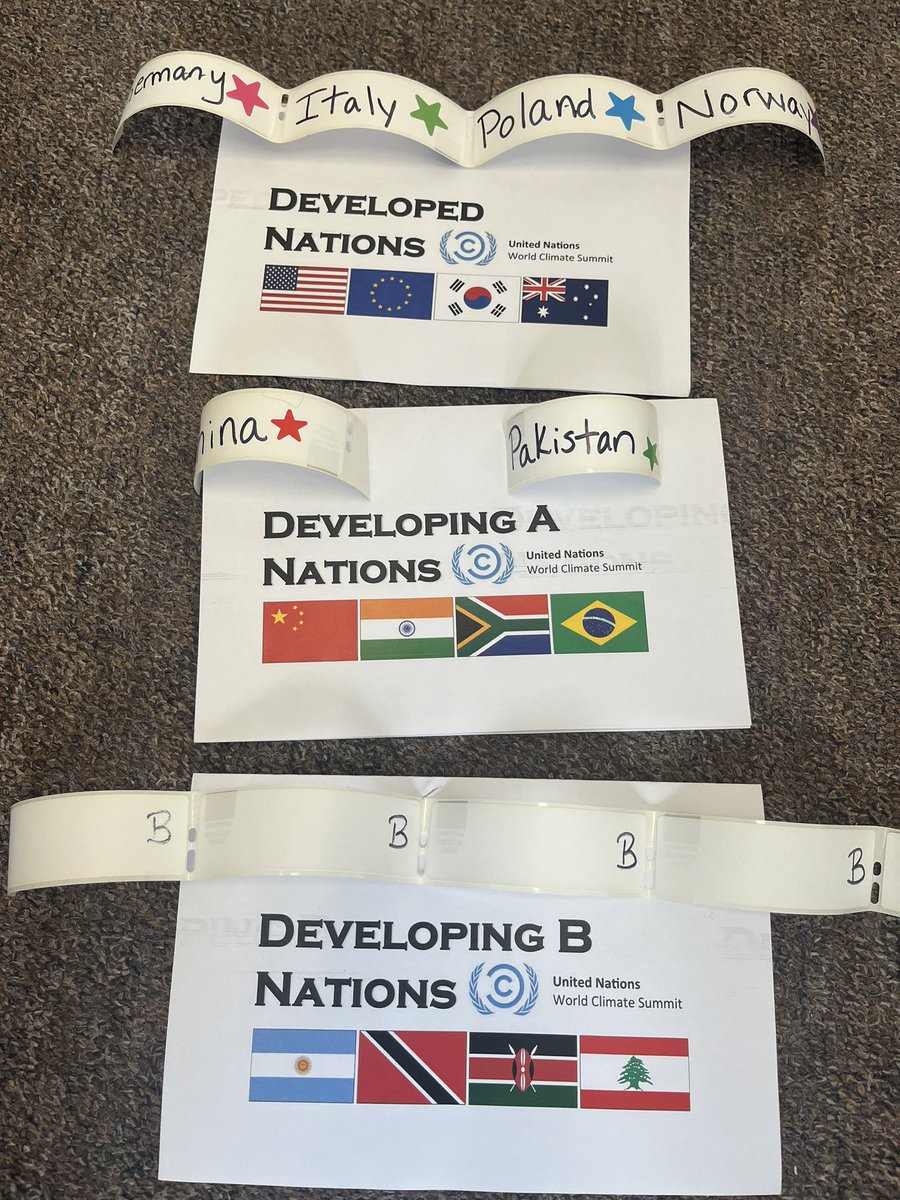 ermany Italy Poland Norway
DEVELOPED
NATIONS
United Nations
World Climate Summit
hina Pakistan
DEVELOPING A
NATIONS
United Nations
World Climate Summit
B B B B
DEVELOPING B
NATIONS
United Nations
World Climate Summit